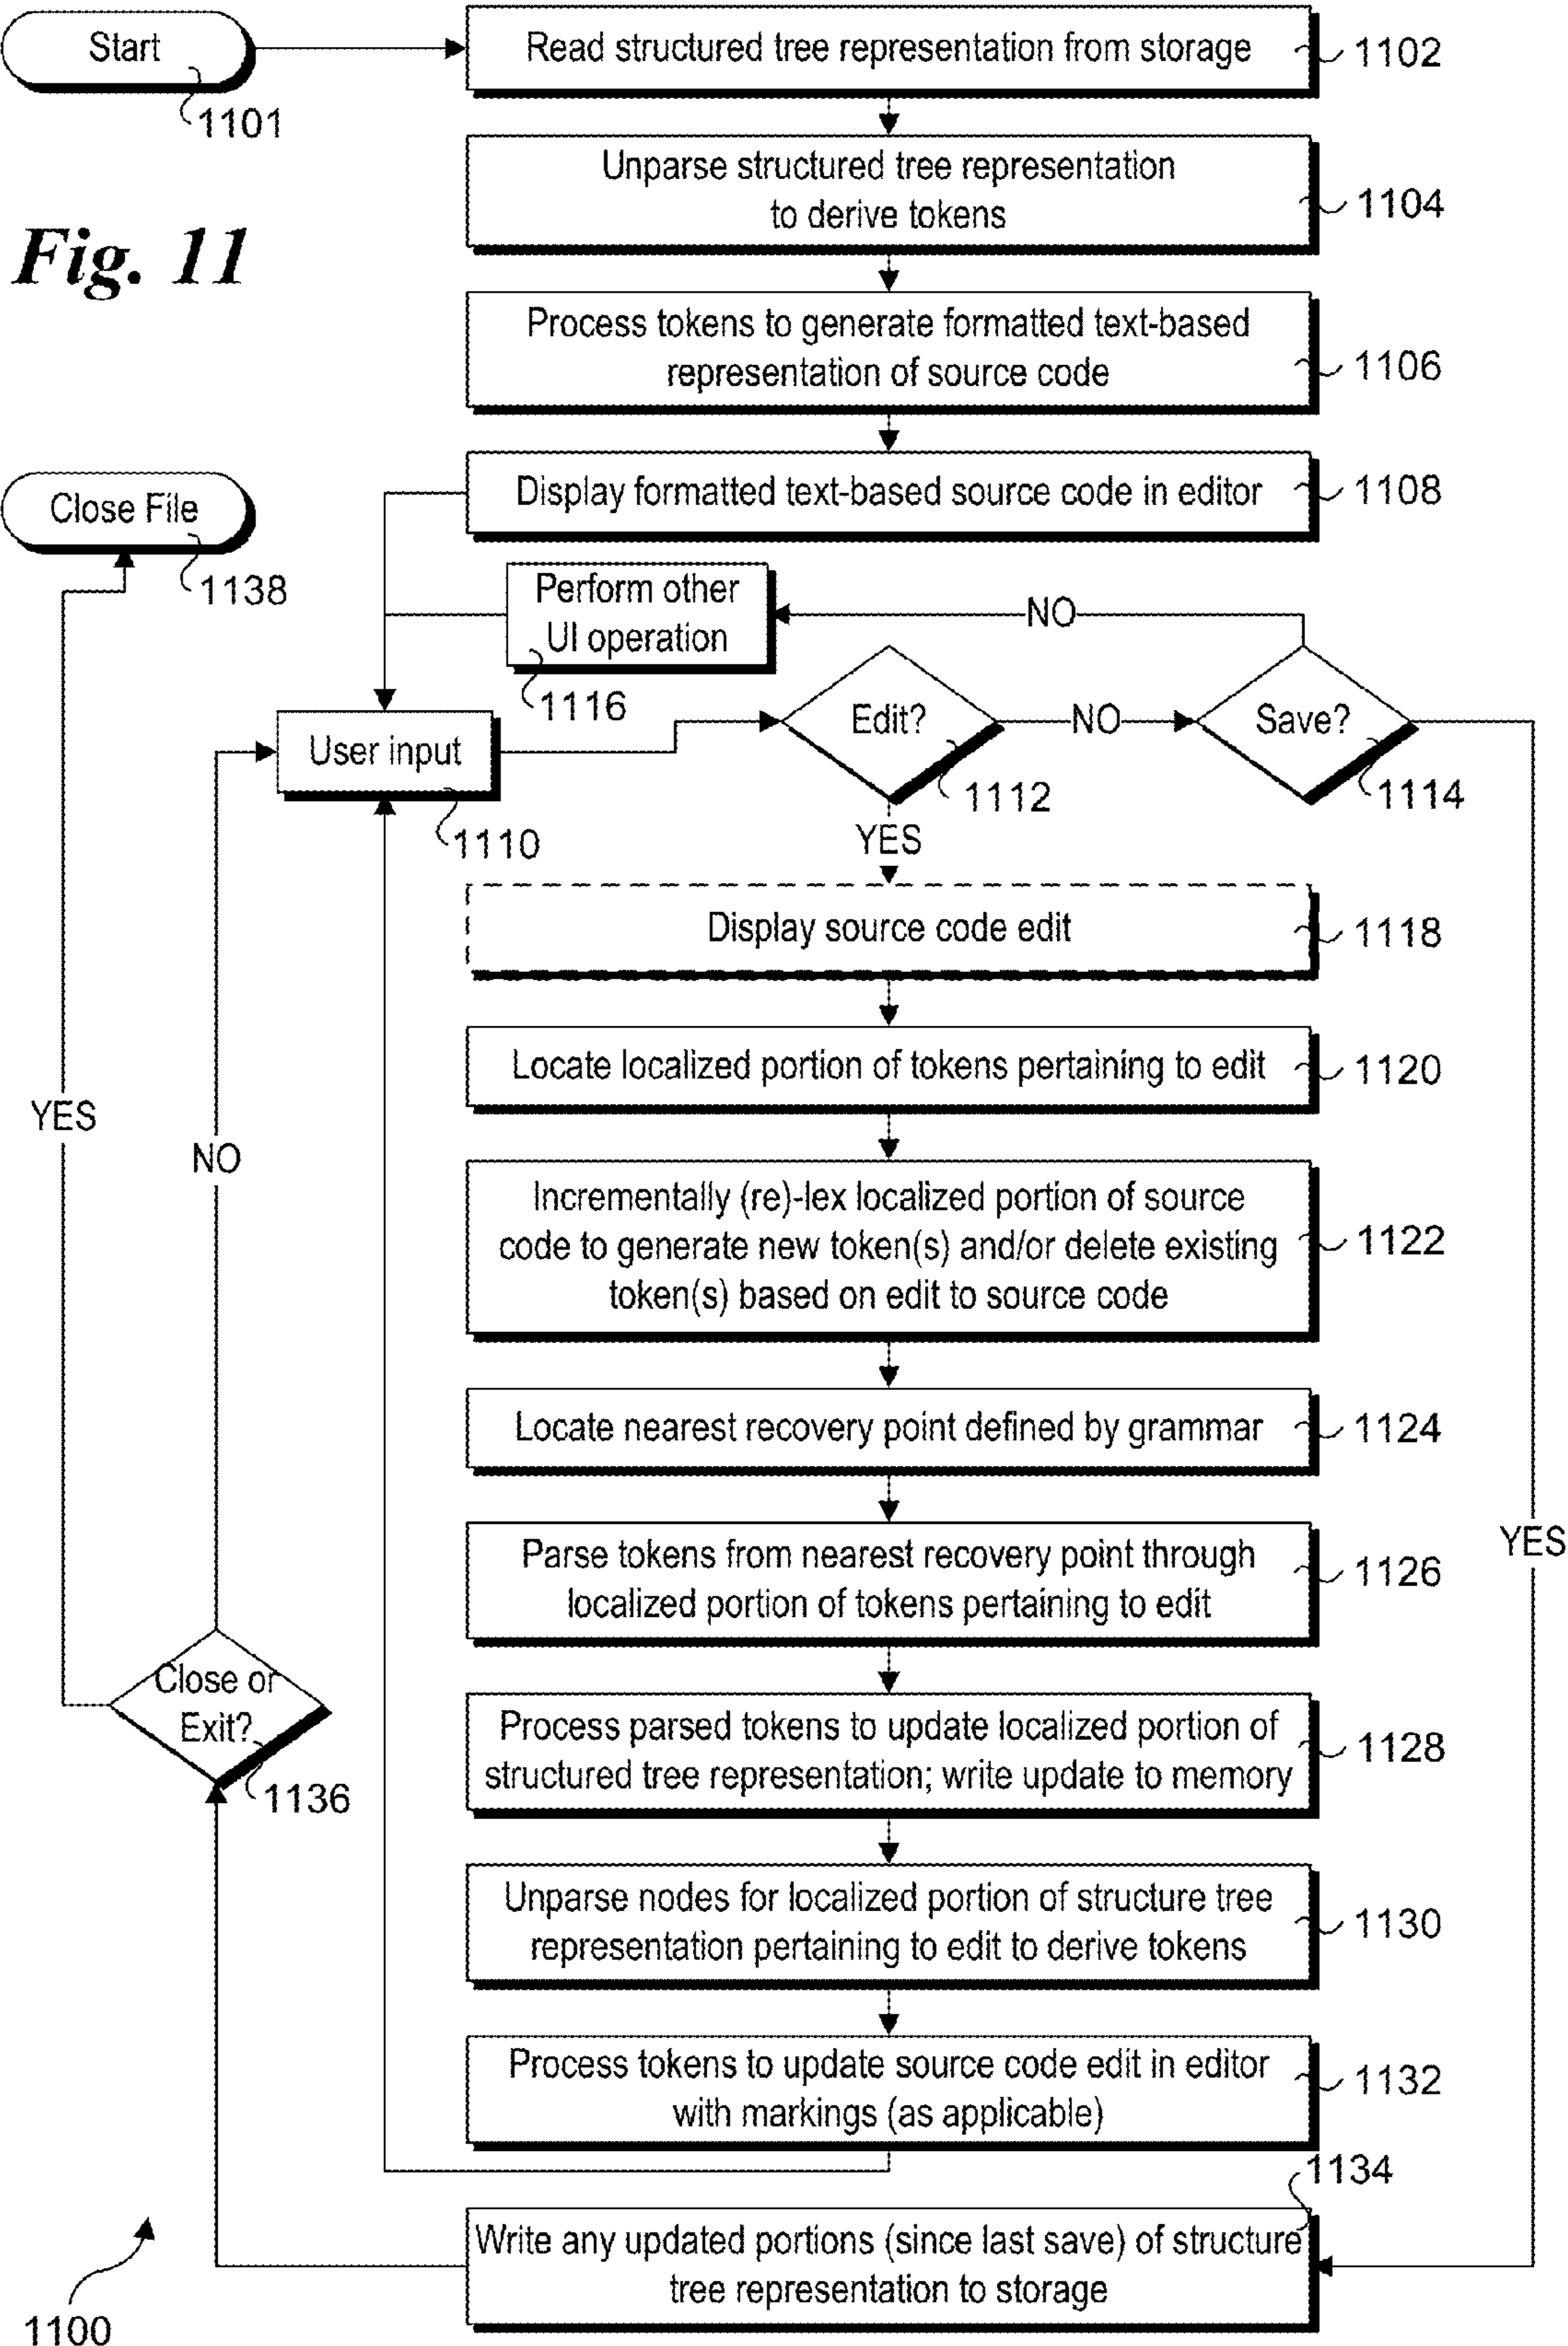 Start
1101
Read structured tree representation from storage
1102
Unparse structured tree representation
to derive tokens
1104
Fig. 11
Process tokens to generate formatted text-based
representation of source code
1106
Display formatted text-based source code in editor
1108
Close File
1138
Perform other
UI operation
1116
NO
User input
1110
Edit?
1112
NO
Save?
1114
YES
Display source code edit
1118
Locate localized portion of tokens pertaining to edit
1120
YES
NO
Incrementally (re)-lex localized portion of source
code to generate new token(s) and/or delete existing
token(s) based on edit to source code
1122
Locate nearest recovery point defined by grammar
1124
YES
Parse tokens from nearest recovery point through
localized portion of tokens pertaining to edit
1126
Close or
Exit?
1136
Process parsed tokens to update localized portion of
structured tree representation; write update to memory
1128
Unparse nodes for localized portion of structure tree
representation pertaining to edit to derive tokens
1130
Process tokens to update source code edit in editor
with markings (as applicable)
1132
1134
Write any updated portions (since last save) of structure
tree representation to storage
1100